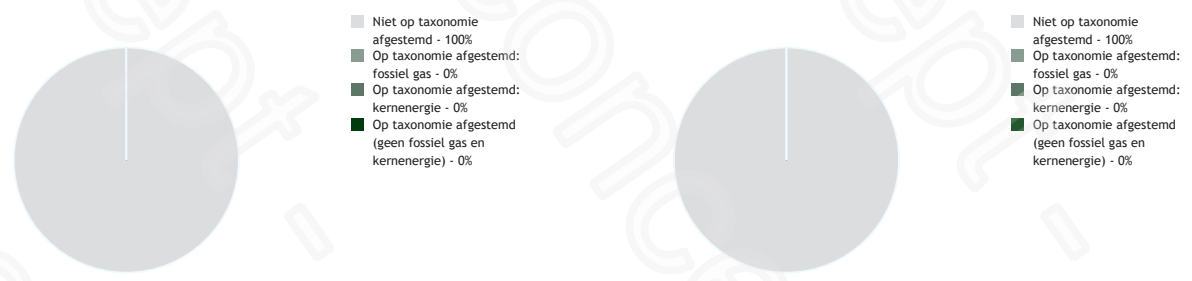 Niet op taxonomie
afgestemd - 100%
Op taxonomie afgestemd:
fossiel gas - 0%
Op taxonomie afgestemd:
kernenergie - 0%
Op taxonomie afgestemd
(geen fossiel gas en
kernenergie) - 0%
Niet op taxonomie
afgestemd - 100%
Op taxonomie afgestemd:
fossiel gas - 0%
Op taxonomie afgestemd:
kernenergie - 0%
Op taxonomie afgestemd
(geen fossiel gas en
kernenergie) - 0%